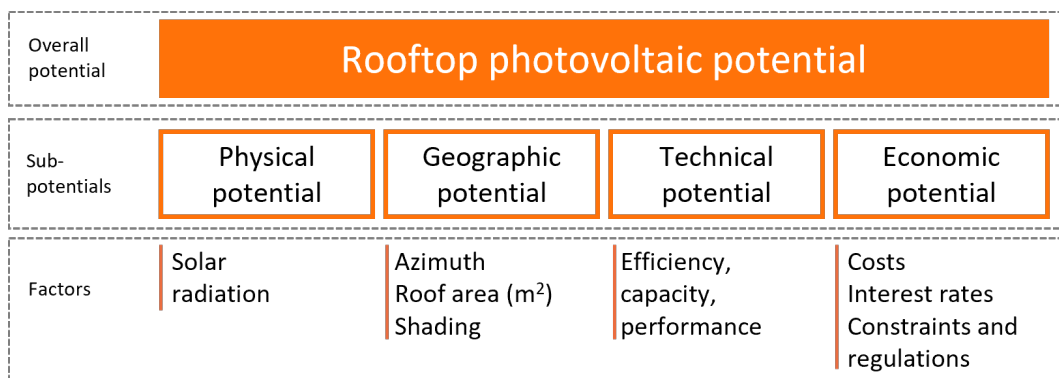 Overall
potential
Rooftop photovoltaic potential
Sub-
potentials
Physical
potential
Geographic
potential
Technical
potential
Economic
potential
Factors
Solar
radiation
Azimuth
Roof area (m²)
Shading
Efficiency,
capacity,
performance
Costs
Interest rates
Constraints and
regulations